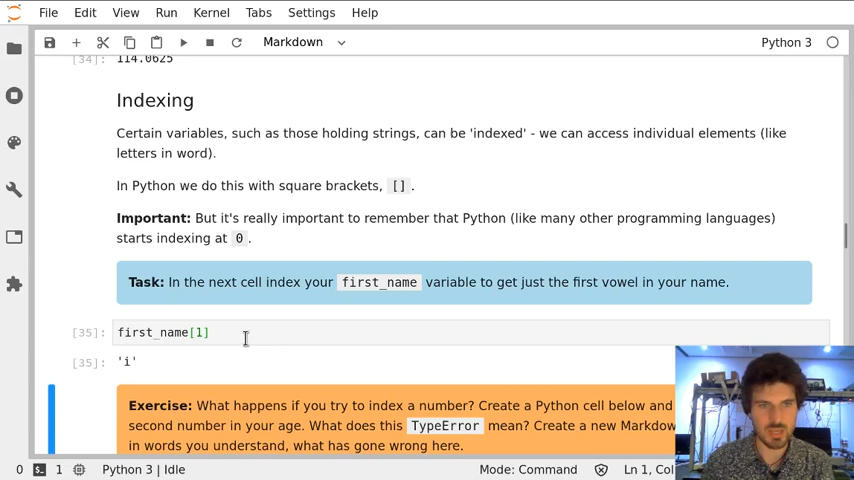 File Edit View Run Kernel Tabs Settings Help
Markdown Python 3
[34]: 114.0625
Indexing
Certain variables, such as those holding strings, can be 'indexed' - we can access individual elements (like
letters in word).
In Python we do this with square brackets, [] .
Important: But it's really important to remember that Python (like many other programming languages)
starts indexing at 0 .
Task: In the next cell index your first_name variable to get just the first vowel in your name.
[35]: first_name[1]
[35]: 'i'
Exercise: What happens if you try to index a number? Create a Python cell below and
second number in your age. What does this TypeError mean? Create a new Markdow
in words you understand, what has gone wrong here.
0 1 Python 3 | Idle Mode: Command Ln 1, Col